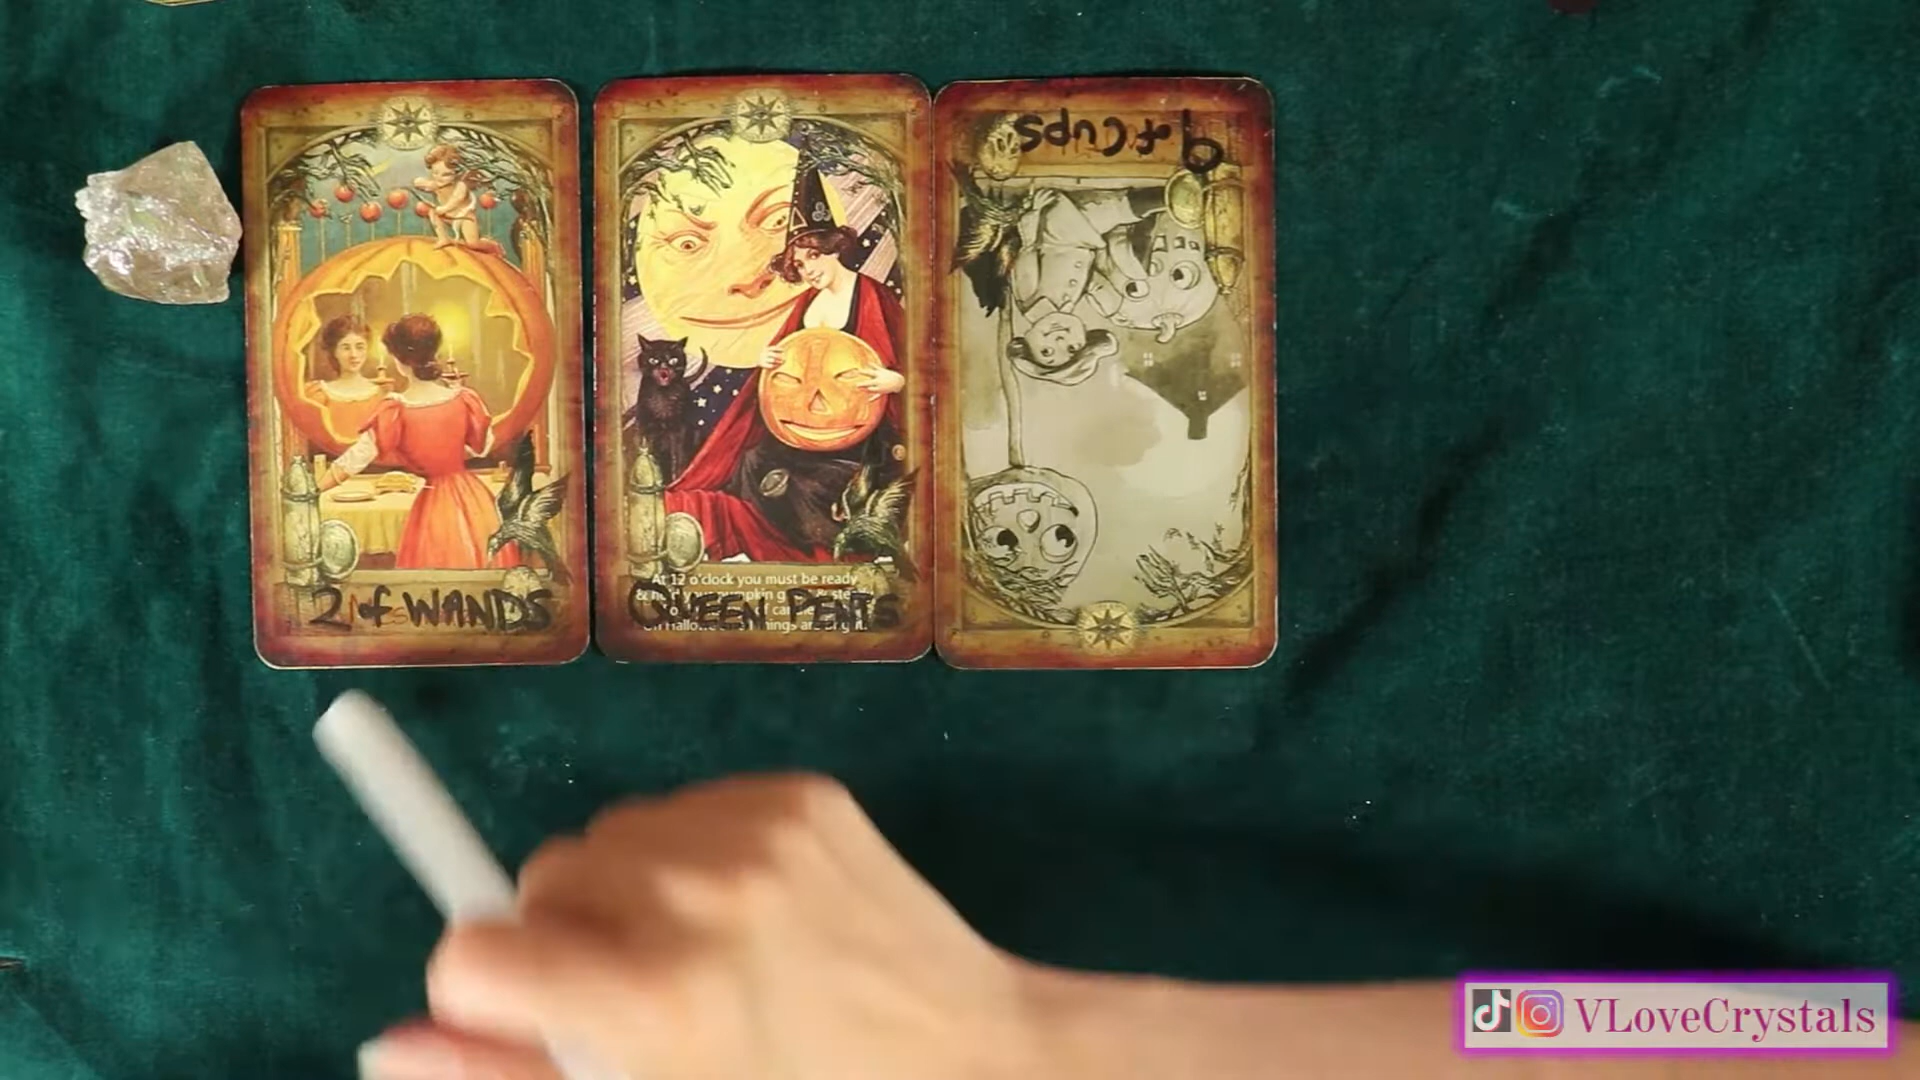 9 of CUPS
2 of WANDS
At 12 o'clock you must be ready
QUEEN PENTS
VLoveCrystals